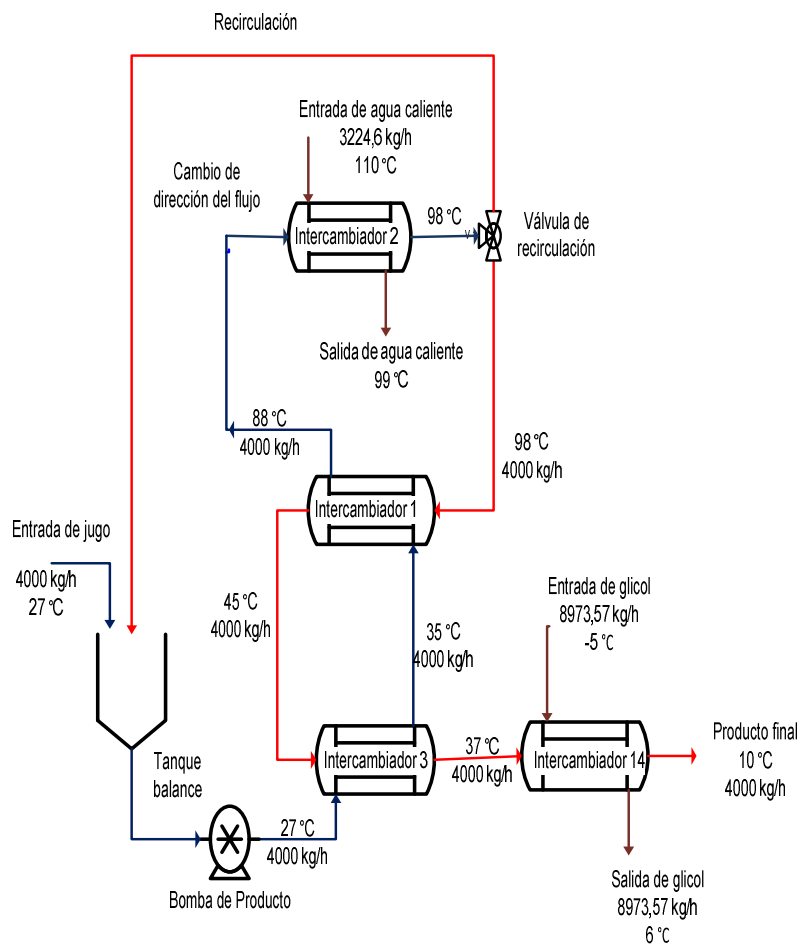 Recirculación
Entrada de agua caliente
3224,6 kg/h
110 °C
Cambio de
dirección del flujo
Intercambiador 2
98 °C
V
Válvula de
recirculación
Salida de agua caliente
99 °C
88 °C
4000 kg/h
98 °C
4000 kg/h
Intercambiador 1
Entrada de jugo
4000 kg/h
27 °C
45 °C
4000 kg/h
35 °C
4000 kg/h
Entrada de glicol
8973,57 kg/h
-5 °C
Tanque
balance
Intercambiador 3
37 °C
4000 kg/h
Intercambiador 14
Producto final
10 °C
4000 kg/h
27 °C
4000 kg/h
Bomba de Producto
Salida de glicol
8973,57 kg/h
6 °C